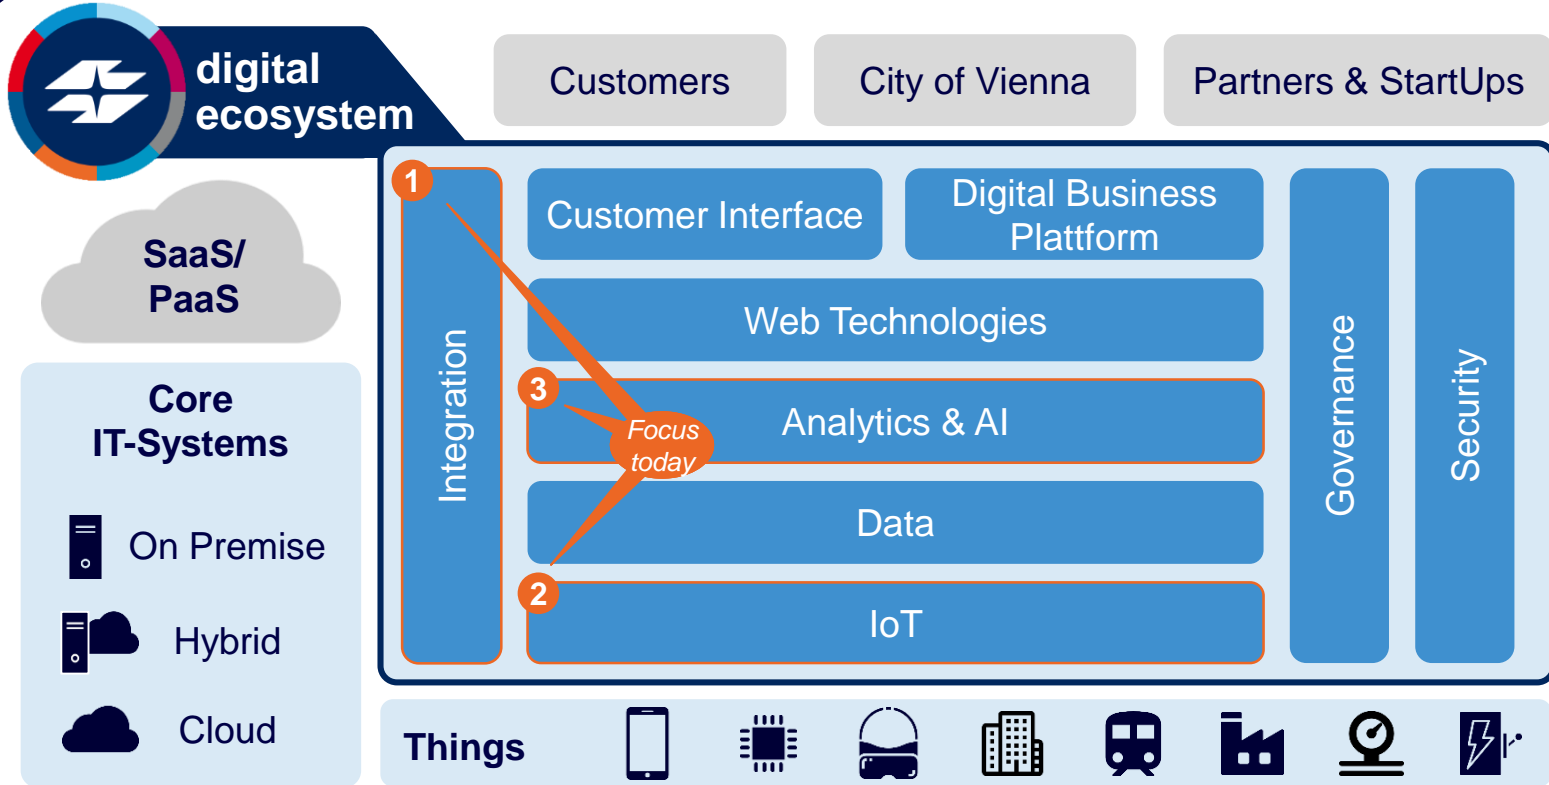 digital
ecosystem
Customers
City of Vienna
Partners & StartUps
SaaS/
PaaS
Core
IT-Systems
On Premise
Hybrid
Cloud
1
Integration
Customer Interface
Digital Business
Plattform
Web Technologies
3
Analytics & AI
Focus
today
Data
2
IoT
Governance
Security
Things